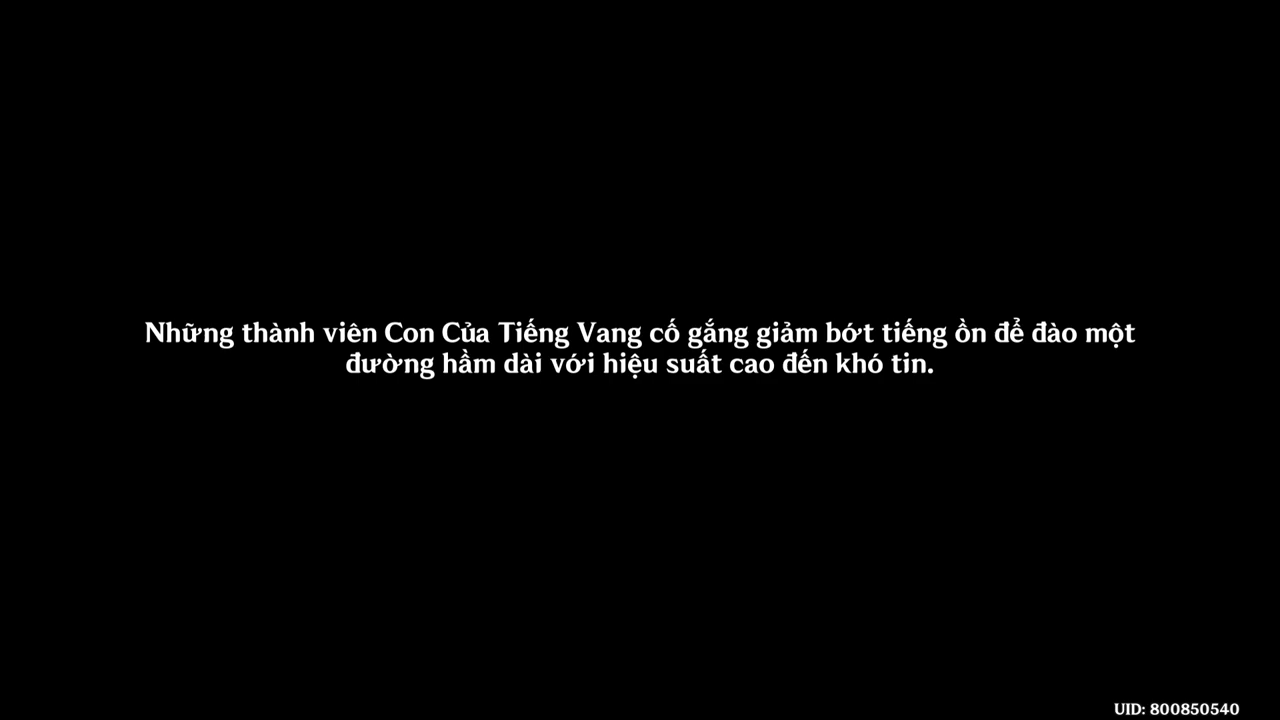 Những thành viên Con Của Tiếng Vang cố gắng giảm bớt tiếng ồn để đào một
đường hầm dài với hiệu suất cao đến khó tin.
UID: 800850540